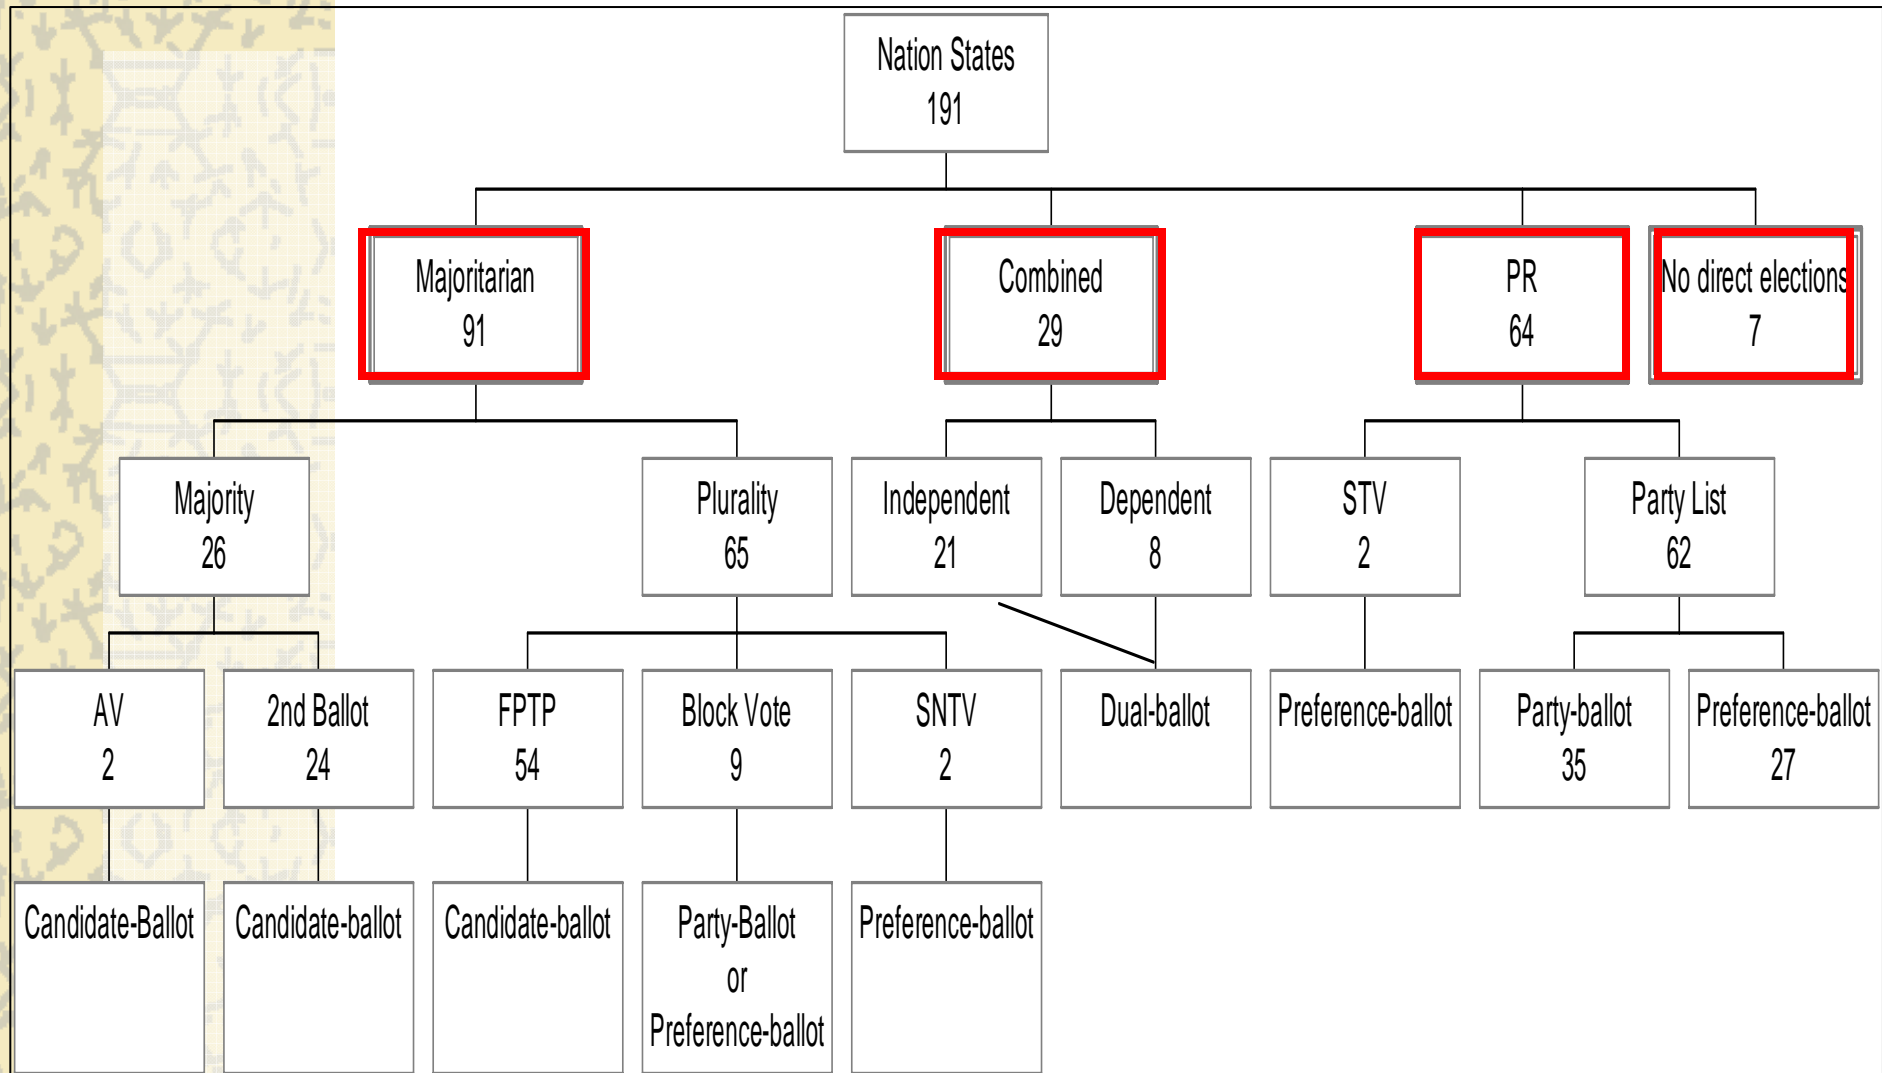 Nation States
191
Majoritarian
91
Combined
29
PR
64
No direct elections
7
Majority
26
Plurality
65
Independent
21
Dependent
8
STV
2
Party List
62
AV
2
2nd Ballot
24
FPTP
54
Block Vote
9
SNTV
2
Dual-ballot
Preference-ballot
Party-ballot
35
Preference-ballot
27
Candidate-Ballot
Candidate-ballot
Candidate-ballot
Party-Ballot
or
Preference-ballot
Preference-ballot